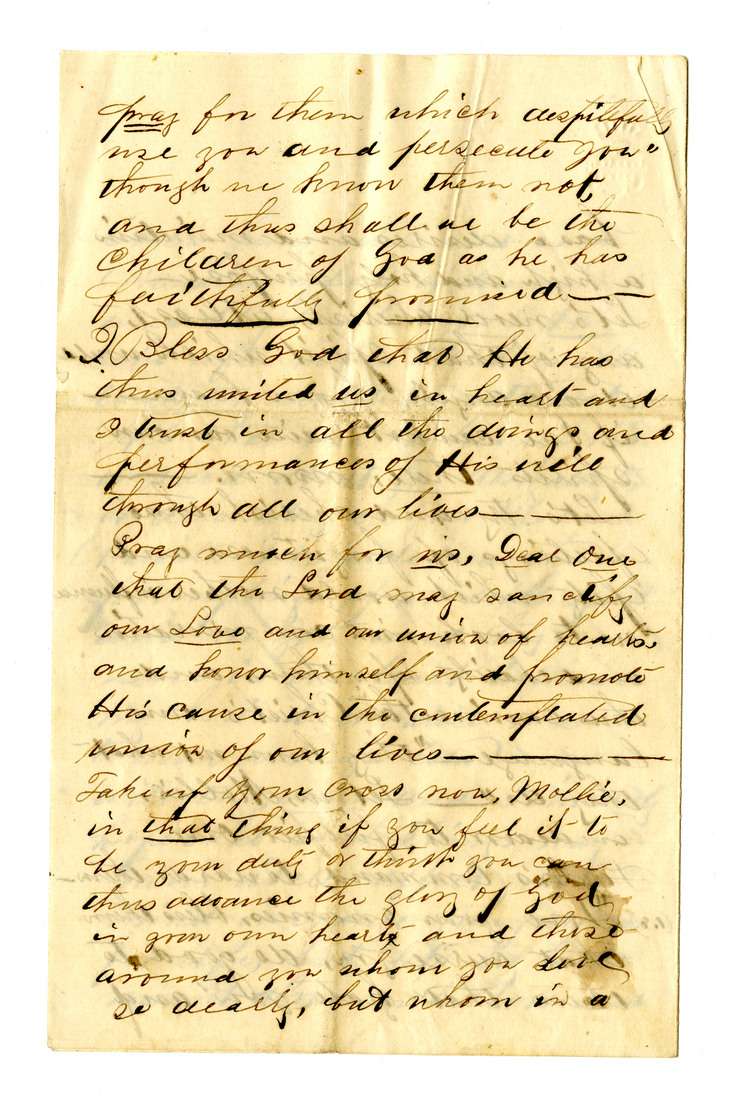 pray for them which despitefully
use you and persecute you"
though we know them not,
and thus shall we be the
Children of God as he has
faithfully promised — —
I Bless God that He has
thus united us in heart and
I trust in all the doings and
performances of His will
through all our lives — —
Pray much for us, Deal One
that the Lord may sanctify
our Love and our union of hearts.
and honor himself and promote
His cause in the contemplated
union of our lives — — —
Take up your Cross now, Mollie,
in that thing if you feel it to
be your duty or think you can
thus advance the glory of God,
in your own hearts and those
around you whom you love
so dearly, but whom in a